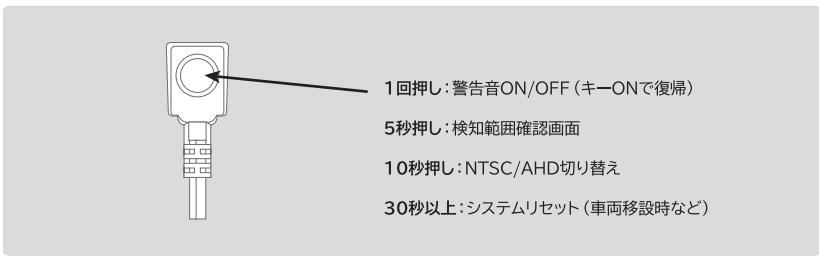 1回押し：警告音ON/OFF（キーONで復帰）
5秒押し：検知範囲確認画面
10秒押し：NTSC/AHD切り替え
30秒以上：システムリセット（車両移設時など）